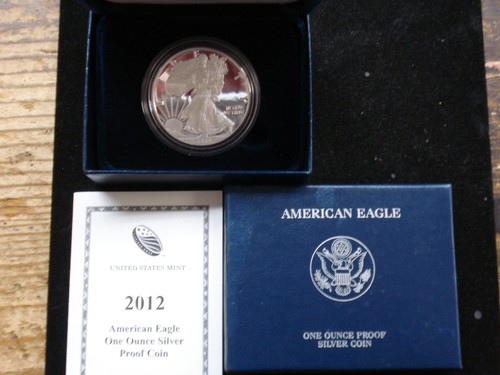 UNITED STATES MINT
2012
American Eagle
One Ounce Silver
Proof Coin
AMERICAN EAGLE
ONE OUNCE PROOF
SILVER COIN